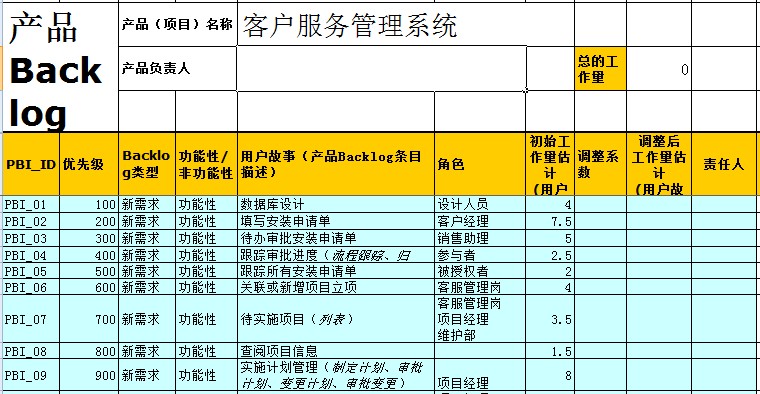 产品 产品（项目）名称 客户服务管理系统
Back 产品负责人 总的工作量 0
log
PBI_ID 优先级 Backlog类型 功能性/非功能性 用户故事（产品Backlog条目描述） 角色 初始工作量估计（用户 调整系数 调整后工作量估计（用户故 责任人
PBI_01 100 新需求 功能性 数据库设计 设计人员 4
PBI_02 200 新需求 功能性 填写安装申请单 客户经理 7.5
PBI_03 300 新需求 功能性 待办审批安装申请单 销售助理 5
PBI_04 400 新需求 功能性 跟踪审批进度（流程跟踪、归 参与者 2.5
PBI_05 500 新需求 功能性 跟踪所有安装申请单 被授权者 2
PBI_06 600 新需求 功能性 关联或新增项目立项 客服管理岗 4
PBI_07 700 新需求 功能性 待实施项目（列表） 客服管理岗 项目经理 维护部 3.5
PBI_08 800 新需求 功能性 查阅项目信息 1.5
PBI_09 900 新需求 功能性 实施计划管理（制定计划、审批计划、变更计划、审批变更） 项目经理 8